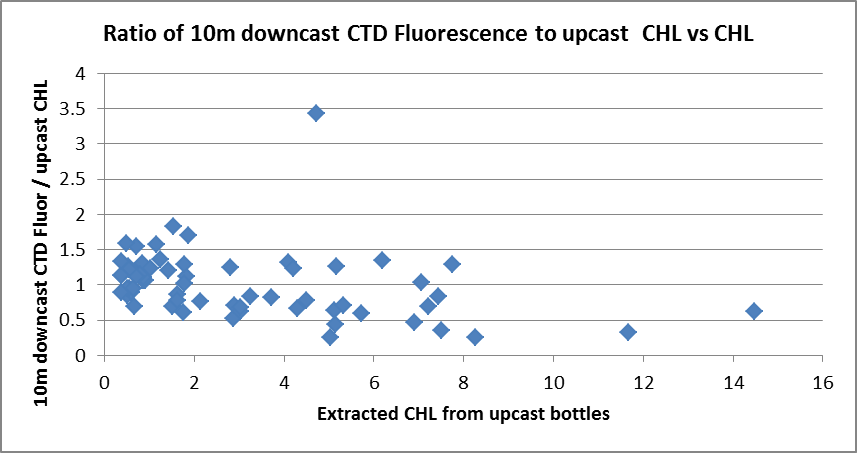 Ratio of 10m downcast CTD Fluorescence to upcast  CHL vs CHL
10m downcast CTD Fluor / upcast CHL
4
3.5
3
2.5
2
1.5
1
0.5
0
0 2 4 6 8 10 12 14 16
Extracted CHL from upcast bottles